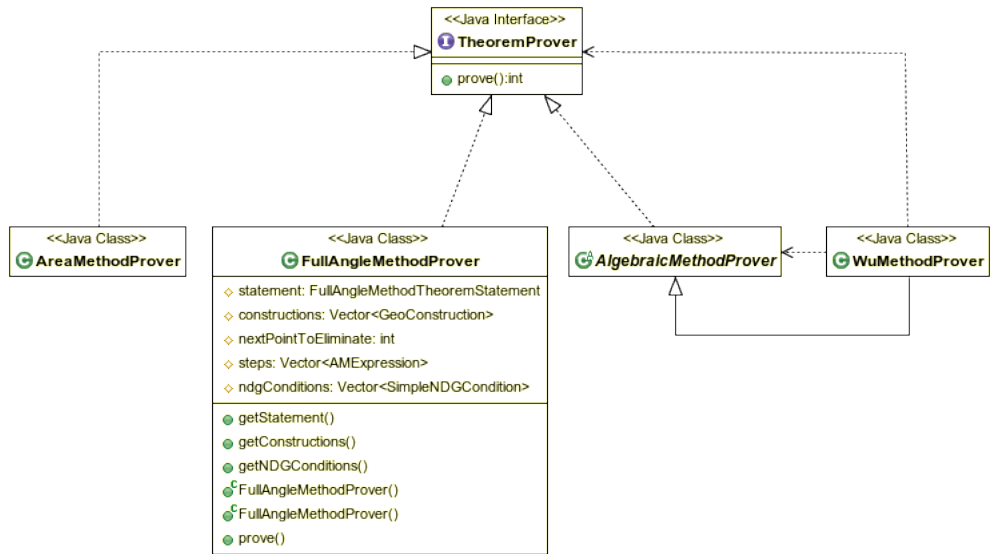 <<Java Interface>>
TheoremProver
prove():int
<<Java Class>>
AreaMethodProver
<<Java Class>>
FullAngleMethodProver
statement: FullAngleMethodTheoremStatement
constructions: Vector<GeoConstruction>
nextPointToEliminate: int
steps: Vector<AMExpression>
ndgConditions: Vector<SimpleNDGCondition>
getStatement()
getConstructions()
getNDGConditions()
FullAngleMethodProver()
FullAngleMethodProver()
prove()
<<Java Class>>
AlgebraicMethodProver
<<Java Class>>
WuMethodProver